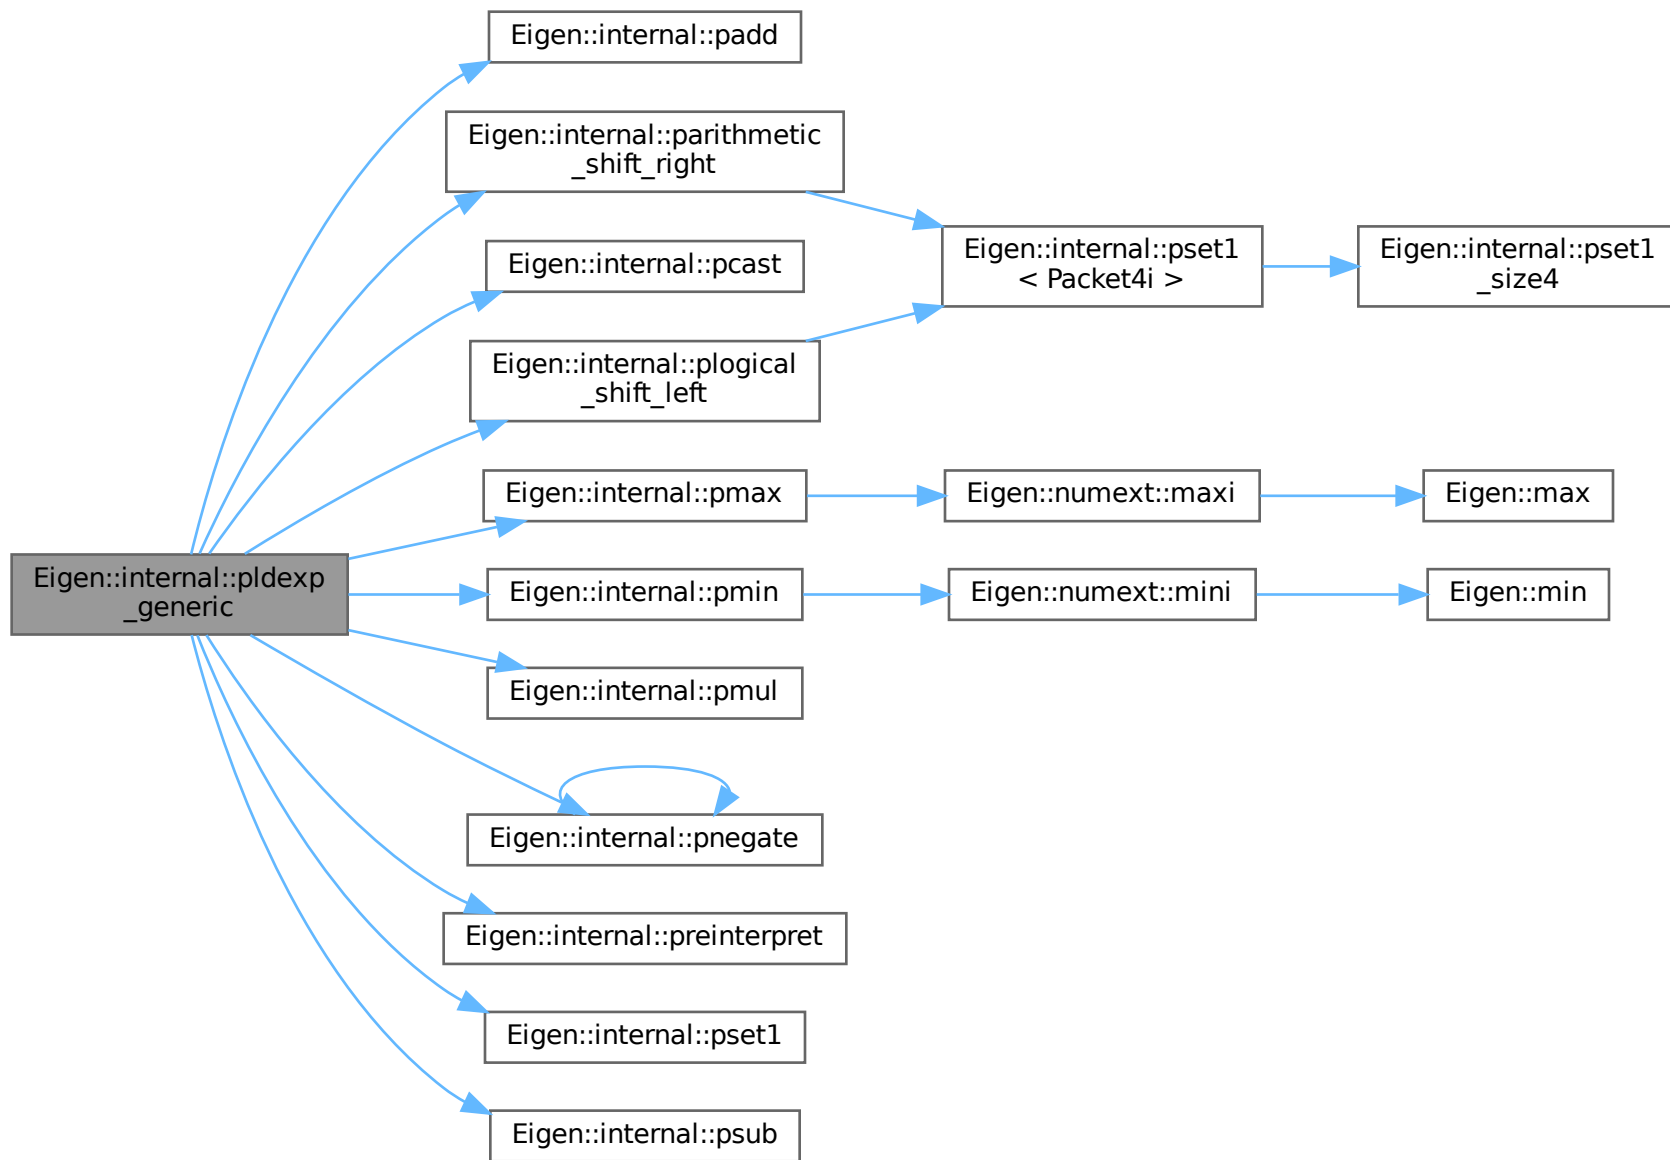 Eigen::internal::padd
Eigen::internal::parithmetic
_shift_right
Eigen::internal::pset1
< Packet4i >
Eigen::internal::pset1
_size4
Eigen::internal::pcast
Eigen::internal::plogical
_shift_left
Eigen::internal::pmax
Eigen::numext::maxi
Eigen::max
Eigen::internal::pldexp
_generic
Eigen::internal::pmin
Eigen::numext::mini
Eigen::min
Eigen::internal::pmul
Eigen::internal::pnegate
Eigen::internal::preinterpret
Eigen::internal::pset1
Eigen::internal::psub